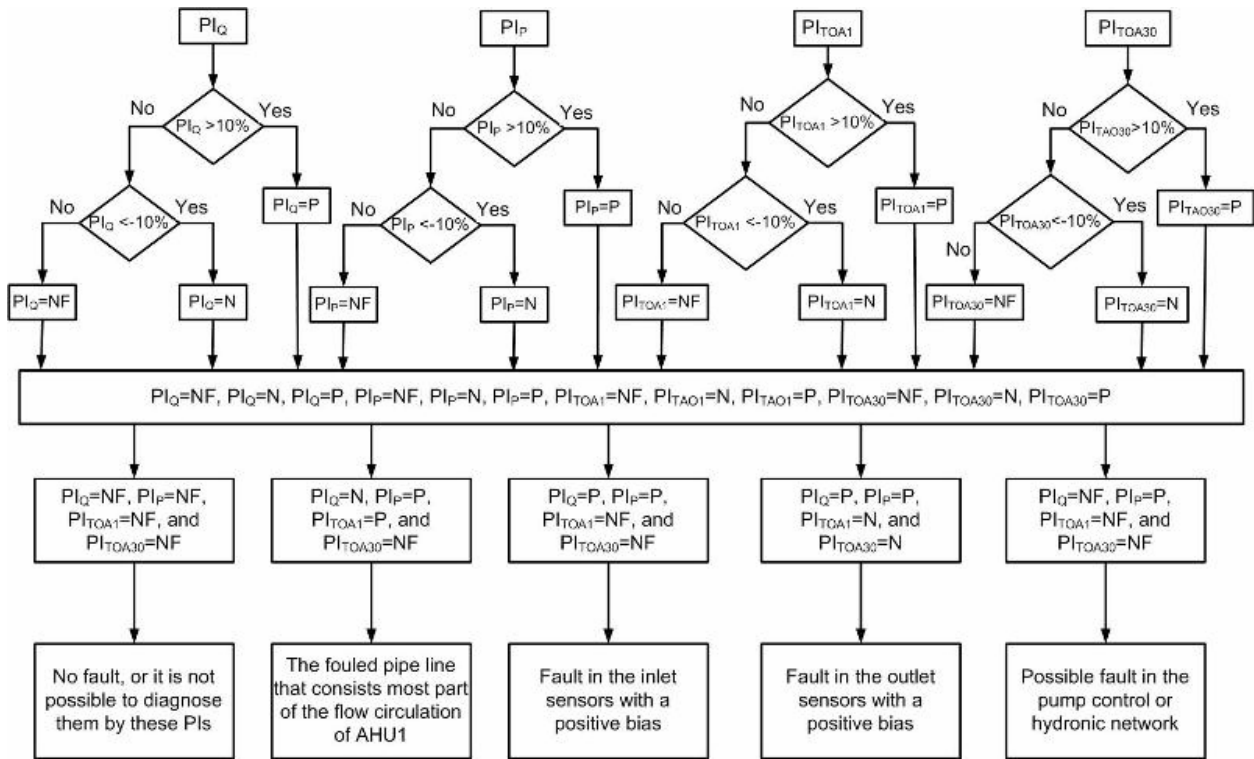 PIQ
PIP
PITOA1
PITOA30
No
Yes
PIQ >10%
No
Yes
PIP >10%
No
Yes
PITOA1 >10%
No
Yes
PITAO30>10%
No
Yes
PIQ <-10%
PIQ=P
No
Yes
PIP <-10%
PIP=P
No
Yes
PITOA1 <-10%
PITOA1=P
No
Yes
PITOA30<-10%
PITAO30=P
PIQ=NF
PIQ=N
PIP=NF
PIP=N
PITOA1=NF
PITOA1=N
PITOA30=NF
PITOA30=N
PIQ=NF, PIQ=N, PIQ=P, PIP=NF, PIP=N, PIP=P, PITOA1=NF, PITAO1=N, PITAO1=P, PITOA30=NF, PITOA30=N, PITOA30=P
PIQ=NF, PIP=NF,
PITOA1=NF, and
PITOA30=NF
PIQ=N, PIP=P,
PITOA1=P, and
PITOA30=NF
PIQ=P, PIP=P,
PITOA1=NF, and
PITOA30=NF
PIQ=P, PIP=P,
PITOA1=N, and
PITOA30=N
PIQ=NF, PIP=P,
PITOA1=NF, and
PITOA30=NF
No fault, or it is not
possible to diagnose
them by these PIs
The fouled pipe line
that consists most part
of the flow circulation
of AHU1
Fault in the inlet
sensors with a
positive bias
Fault in the outlet
sensors with a
positive bias
Possible fault in the
pump control or
hydronic network